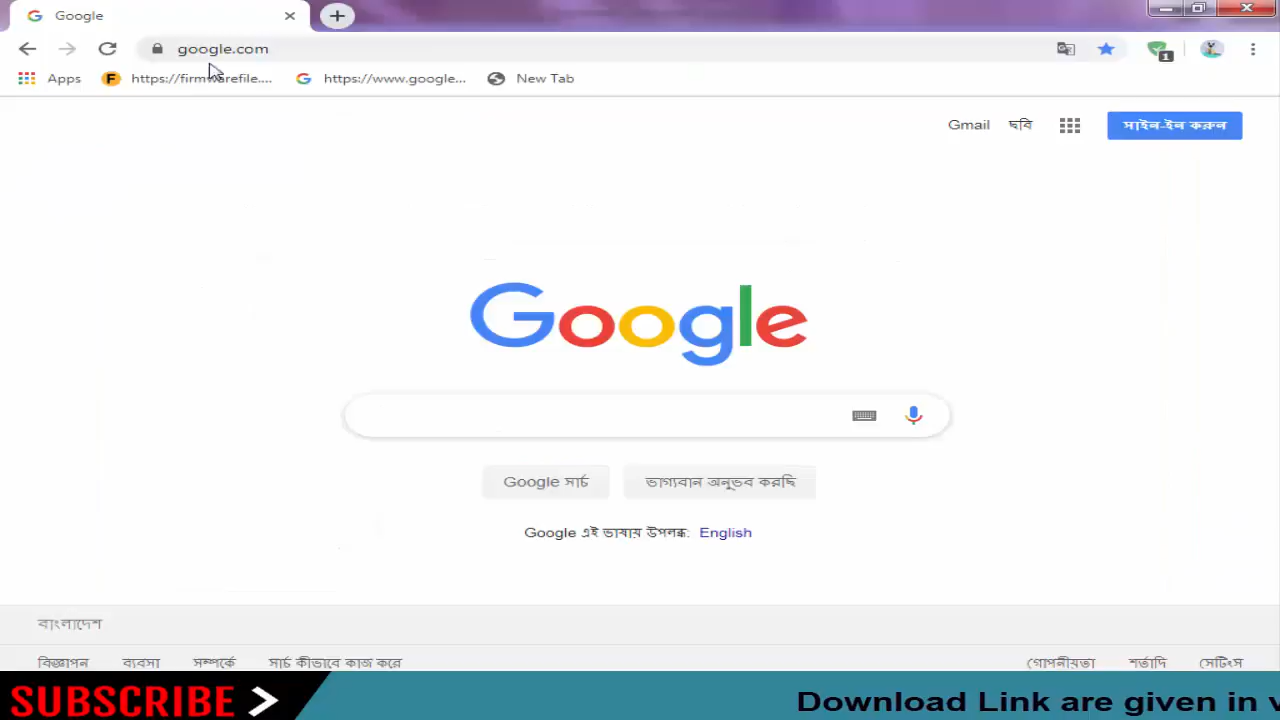 Google
google.com
Apps https://firmwarefile.... https://www.google... New Tab
Gmail ছবি সাইন-ইন করুন
Google
Google সার্চ ভাগ্যবান অনুভব করছি
Google এই ভাষায় উপলব্ধ: English
বাংলাদেশ
বিজ্ঞাপন ব্যবসা সম্পর্কে সার্চ কীভাবে কাজ করে গোপনীয়তা শর্তাদি সেটিংস
SUBSCRIBE Download Link are given in v